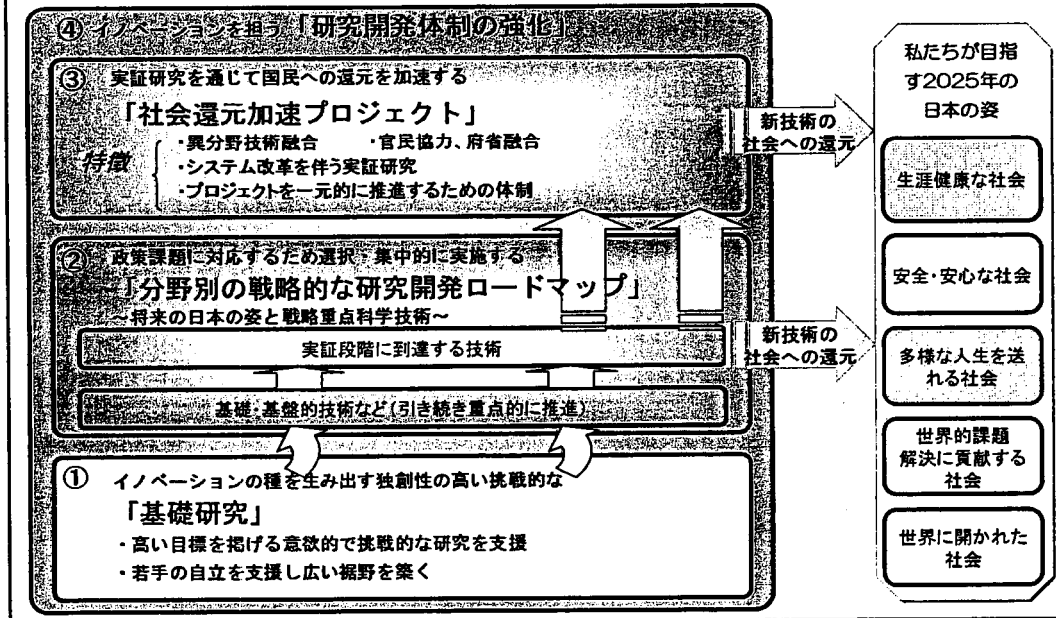 ④ イノベーションを担う「研究開発体制の強化」
③ 実証研究を通じて国民への還元を加速する
「社会還元加速プロジェクト」
特徴
・異分野技術融合 ・官民協力、府省融合
・システム改革を伴う実証研究
・プロジェクトを一元的に推進するための体制
新技術の
社会への還元
② 政策課題に対応するため選択・集中的に実施する
「分野別の戦略的な研究開発ロードマップ」
~将来の日本の姿と戦略重点科学技術~
実証段階に到達する技術
新技術の
社会への還元
基礎・基盤的技術など(引き続き重点的に推進)
① イノベーションの種を生み出す独創性の高い挑戦的な
「基礎研究」
・高い目標を掲げる意欲的で挑戦的な研究を支援
・若手の自立を支援し広い裾野を築く
私たちが目指
す2025年の
日本の姿
生涯健康な社会
安全・安心な社会
多様な人生を送
れる社会
世界的課題
解決に貢献する
社会
世界に開かれた
社会